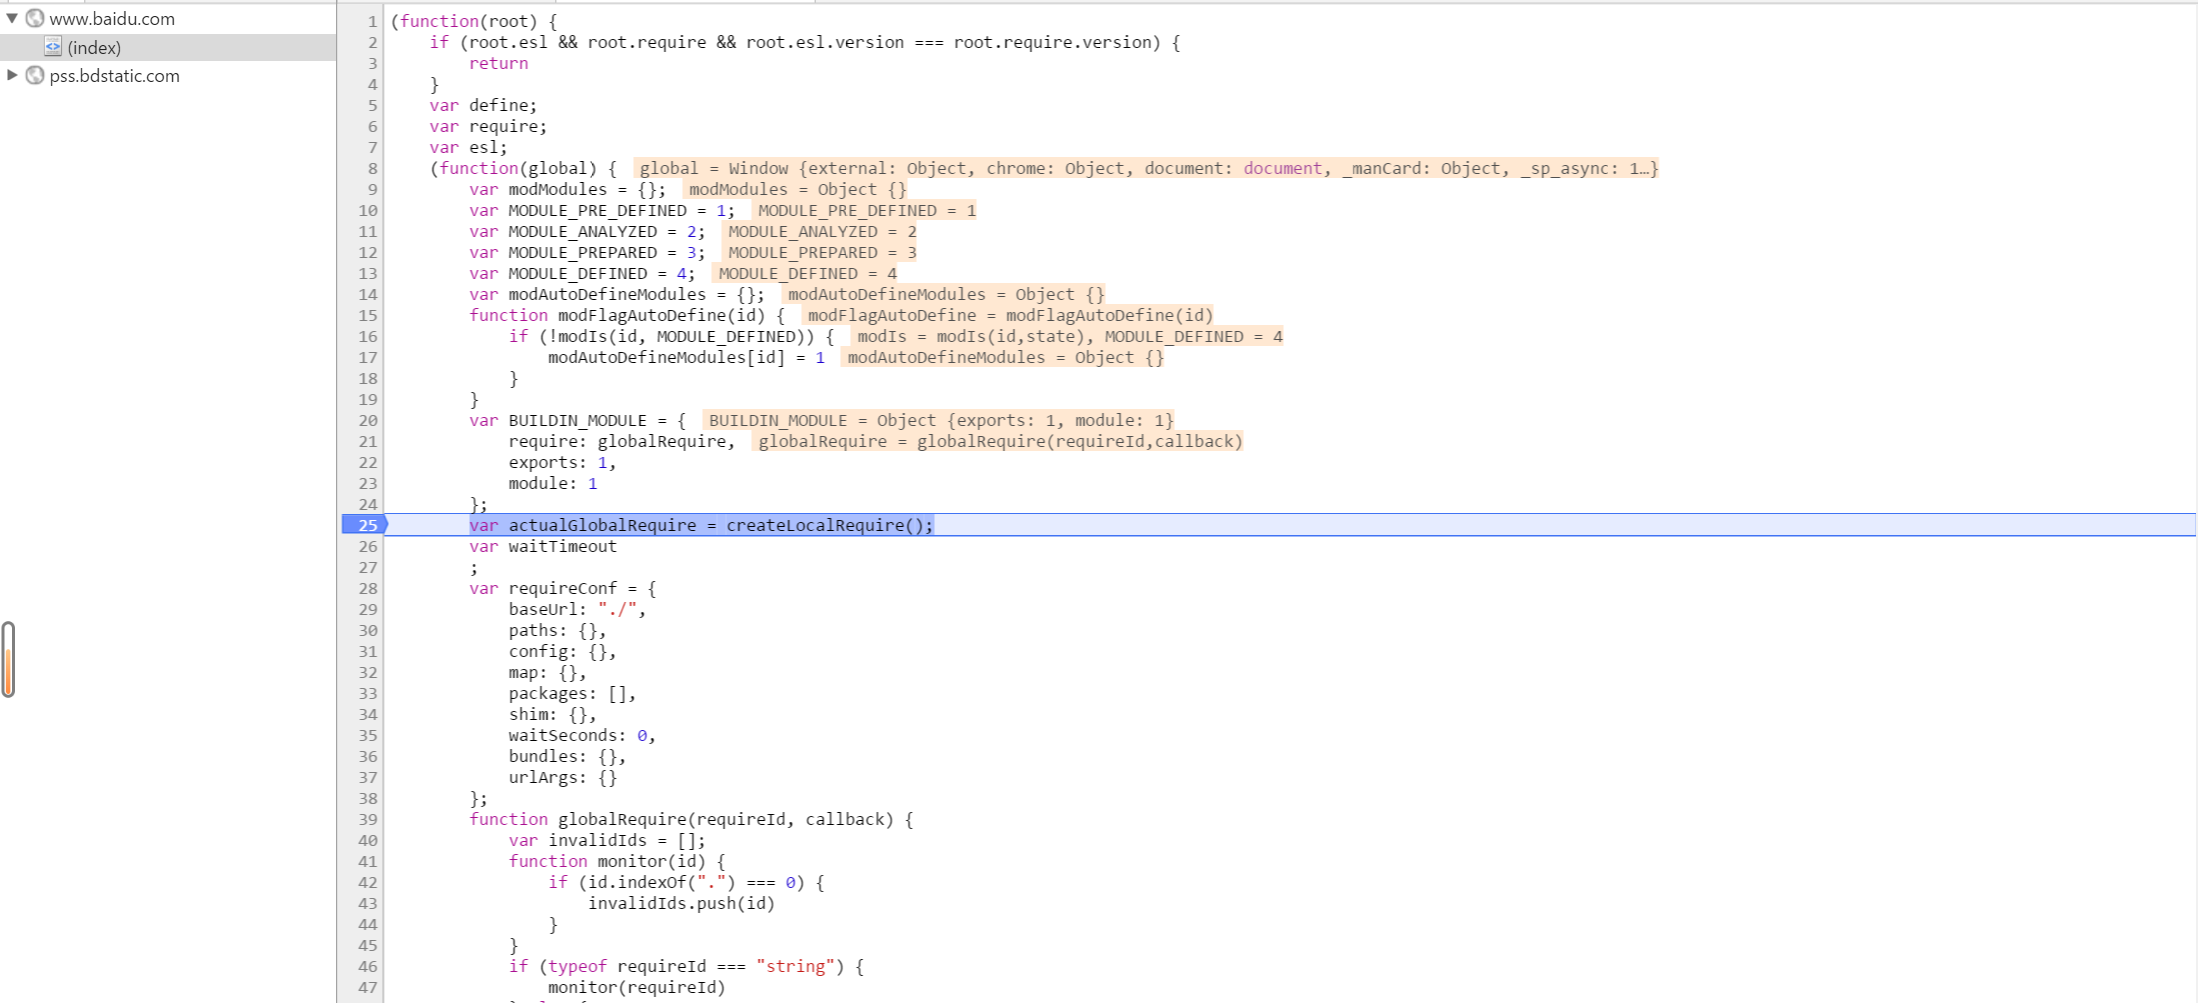 www.baidu.com
(index)
pss.bdstatic.com
1 (function(root) {
2 if (root.esl && root.require && root.esl.version === root.require.version) {
3 return
4 }
5 var define;
6 var require;
7 var esl;
8 (function(global) { global = Window {external: Object, chrome: Object, document: document, _manCard: Object, _sp_async: 1…}
9 var modModules = {}; modModules = Object {}
10 var MODULE_PRE_DEFINED = 1; MODULE_PRE_DEFINED = 1
11 var MODULE_ANALYZED = 2; MODULE_ANALYZED = 2
12 var MODULE_PREPARED = 3; MODULE_PREPARED = 3
13 var MODULE_DEFINED = 4; MODULE_DEFINED = 4
14 var modAutoDefineModules = {}; modAutoDefineModules = Object {}
15 function modFlagAutoDefine(id) { modFlagAutoDefine = modFlagAutoDefine(id)
16 if (!modIs(id, MODULE_DEFINED)) { modIs = modIs(id,state), MODULE_DEFINED = 4
17 modAutoDefineModules[id] = 1 modAutoDefineModules = Object {}
18 }
19 }
20 var BUILDIN_MODULE = { BUILDIN_MODULE = Object {exports: 1, module: 1}
21 require: globalRequire, globalRequire = globalRequire(requireId,callback)
22 exports: 1,
23 module: 1
24 };
25 var actualGlobalRequire = createLocalRequire();
26 var waitTimeout
27 ;
28 var requireConf = {
29 baseUrl: "./",
30 paths: {},
31 config: {},
32 map: {},
33 packages: [],
34 shim: {},
35 waitSeconds: 0,
36 bundles: {},
37 urlArgs: {}
38 };
39 function globalRequire(requireId, callback) {
40 var invalidIds = [];
41 function monitor(id) {
42 if (id.indexOf(".") === 0) {
43 invalidIds.push(id)
44 }
45 }
46 if (typeof requireId === "string") {
47 monitor(requireId)